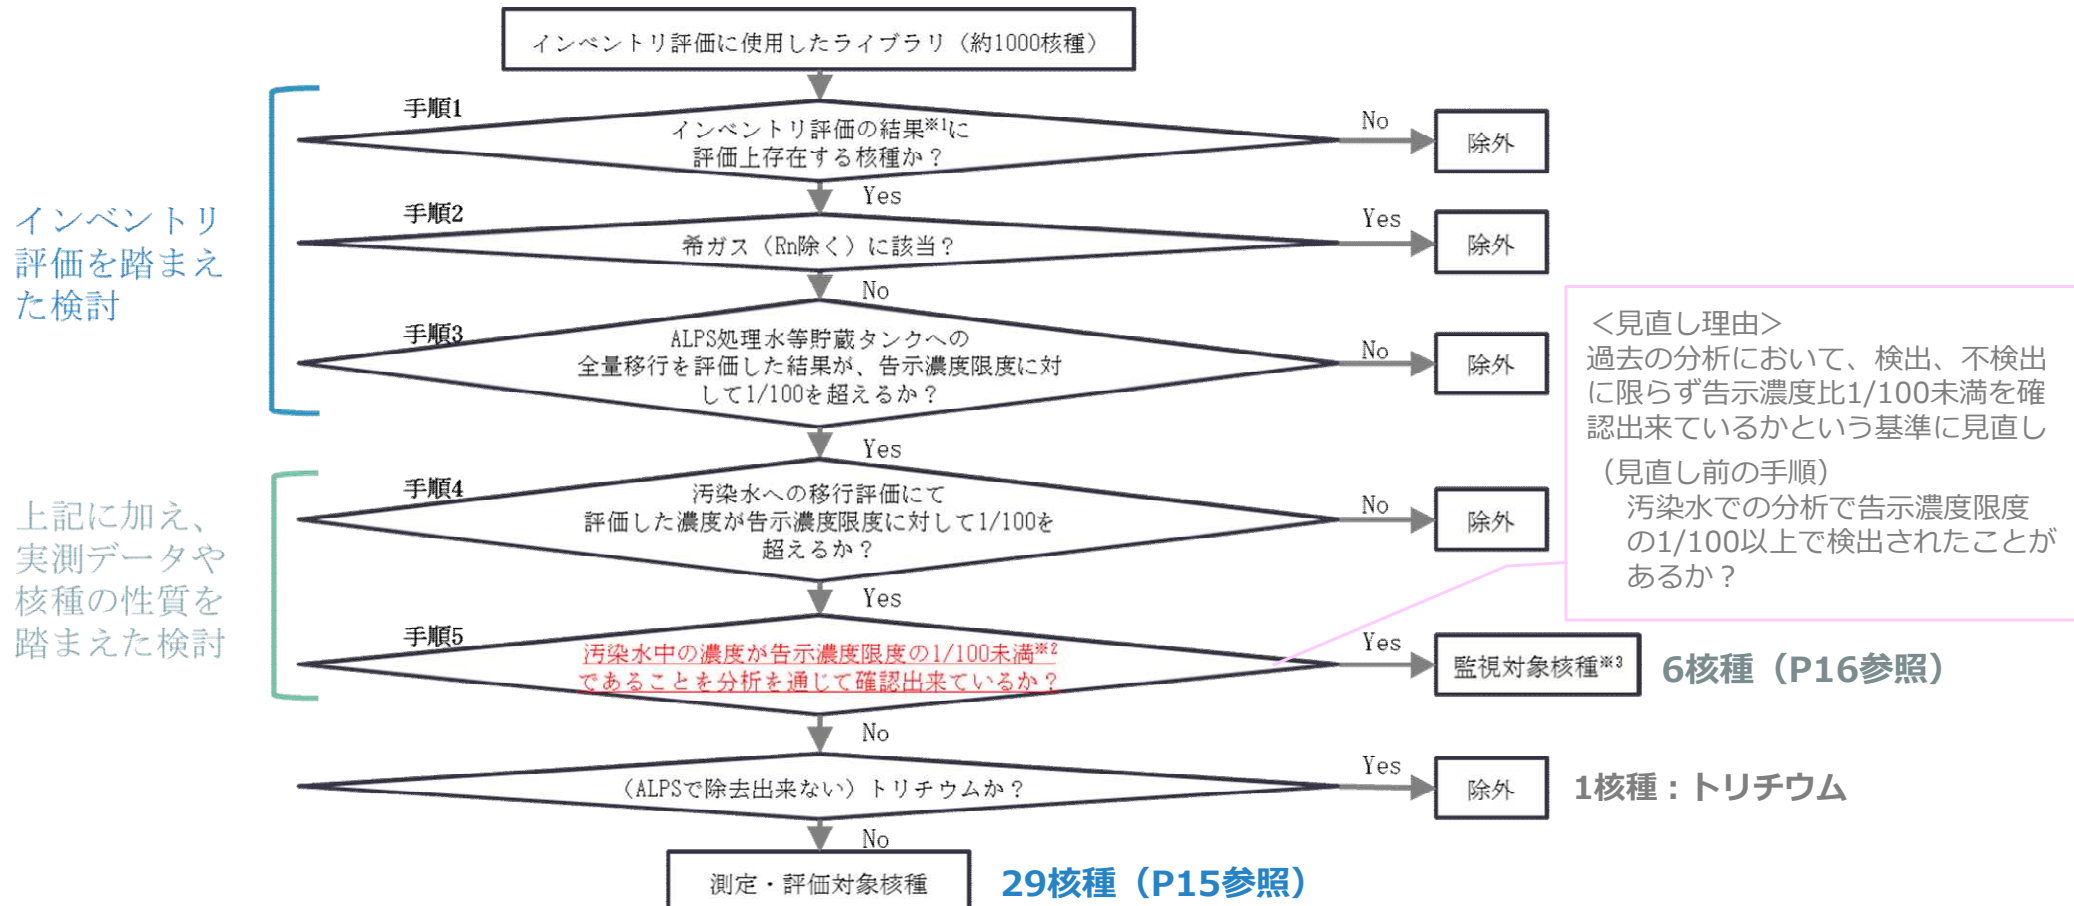 インベントリ評価に使用したライブラリ（約1000核種）
手順1
インベントリ評価の結果※1に
評価上存在する核種か？
No
除外
Yes
手順2
希ガス（Rn除く）に該当？
Yes
除外
No
インベントリ
評価を踏まえ
た検討
手順3
ALPS処理水等貯蔵タンクへの
全量移行を評価した結果が、告示濃度限度に対
して1/100を超えるか？
No
除外
Yes
＜見直し理由＞
過去の分析において、検出、不検出
に限らず告示濃度比1/100未満を確
認出来ているかという基準に見直し
（見直し前の手順）
汚染水での分析で告示濃度限度
の1/100以上で検出されたことが
あるか？
上記に加え、
実測データや
核種の性質を
踏まえた検討
手順4
汚染水への移行評価にて
評価した濃度が告示濃度限度に対して1/100を
超えるか？
No
除外
Yes
手順5
汚染水中の濃度が告示濃度限度の1/100未満※2
であることを分析を通じて確認出来ているか？
Yes
監視対象核種※3
6核種（P16参照）
No
（ALPSで除去出来ない）トリチウムか？
Yes
除外
1核種：トリチウム
No
測定・評価対象核種
29核種（P15参照）